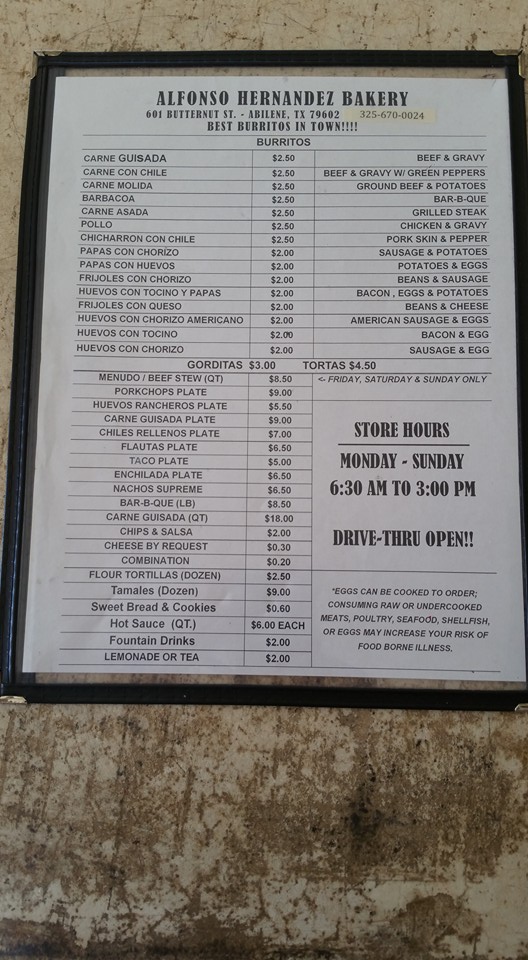 ALFONSO HERNANDEZ BAKERY
601 BUTTERNUT ST. - ABILENE, TX 79602 325-670-0024
BEST BURRITOS IN TOWN!!!!
BURRITOS
CARNE GUISADA $2.50 BEEF & GRAVY
CARNE CON CHILE $2.50 BEEF & GRAVY W/ GREEN PEPPERS
CARNE MOLIDA $2.50 GROUND BEEF & POTATOES
BARBACOA $2.50 BAR-B-QUE
CARNE ASADA $2.50 GRILLED STEAK
POLLO $2.50 CHICKEN & GRAVY
CHICHARRON CON CHILE $2.50 PORK SKIN & PEPPER
PAPAS CON CHORIZO $2.00 SAUSAGE & POTATOES
PAPAS CON HUEVOS $2.00 POTATOES & EGGS
FRIJOLES CON CHORIZO $2.00 BEANS & SAUSAGE
HUEVOS CON TOCINO Y PAPAS $2.00 BACON , EGGS & POTATOES
FRIJOLES CON QUESO $2.00 BEANS & CHEESE
HUEVOS CON CHORIZO AMERICANO $2.00 AMERICAN SAUSAGE & EGGS
HUEVOS CON TOCINO $2.00 BACON & EGG
HUEVOS CON CHORIZO $2.00 SAUSAGE & EGG
GORDITAS $3.00 TORTAS $4.50
MENUDO / BEEF STEW (QT) $8.50 <- FRIDAY, SATURDAY & SUNDAY ONLY
PORKCHOPS PLATE $9.00
HUEVOS RANCHEROS PLATE $5.50
CARNE GUISADA PLATE $9.00
CHILES RELLENOS PLATE $7.00
FLAUTAS PLATE $6.50
TACO PLATE $5.00
ENCHILADA PLATE $6.50
NACHOS SUPREME $6.50
BAR-B-QUE (LB) $8.50
CARNE GUISADA (QT) $18.00
CHIPS & SALSA $2.00
CHEESE BY REQUEST $0.30
COMBINATION $0.20
FLOUR TORTILLAS (DOZEN) $2.50
Tamales (Dozen) $9.00
Sweet Bread & Cookies $0.60
Hot Sauce (QT.) $6.00 EACH
Fountain Drinks $2.00
LEMONADE OR TEA $2.00
STORE HOURS
MONDAY - SUNDAY
6:30 AM TO 3:00 PM
DRIVE-THRU OPEN!!
*EGGS CAN BE COOKED TO ORDER;
CONSUMING RAW OR UNDERCOOKED
MEATS, POULTRY, SEAFOOD, SHELLFISH,
OR EGGS MAY INCREASE YOUR RISK OF
FOOD BORNE ILLNESS.